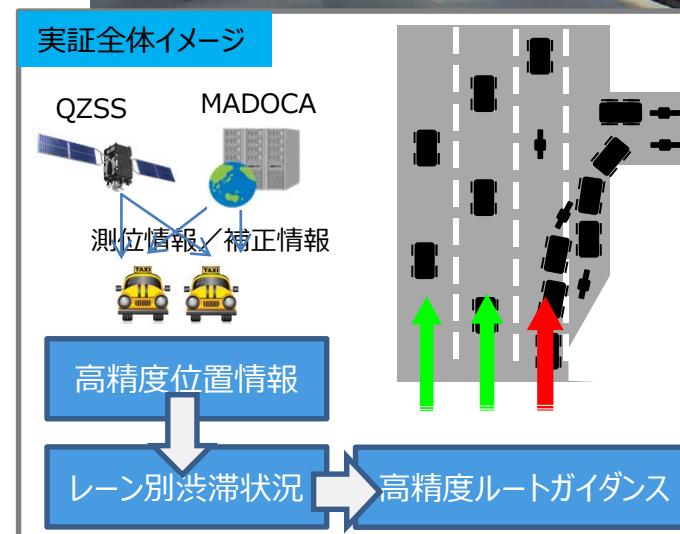 実証全体イメージ
QZSS
MADOCA
測位情報／補正情報
TAXI
TAXI
高精度位置情報
レーン別渋滞状況
高精度ルートガイダンス